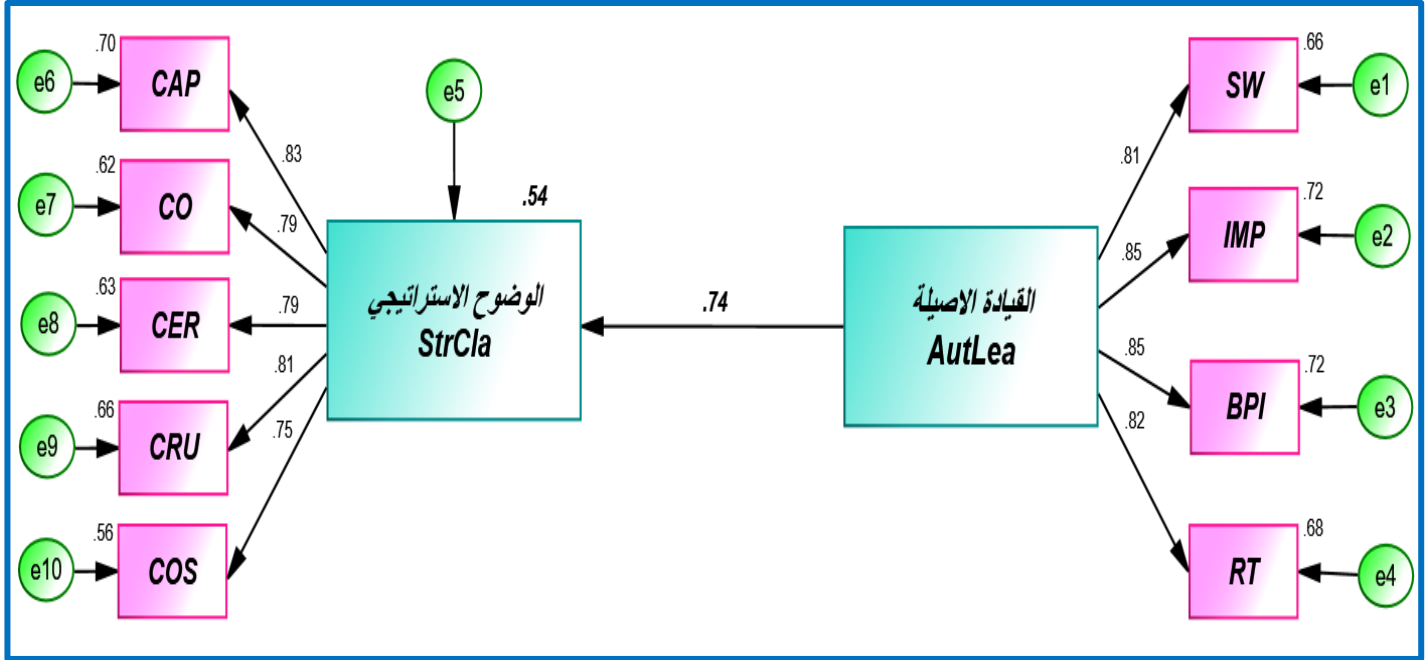 .70
e6
CAP
.83
.62
e7
CO
.79
.63
e8
CER
.79
.66
e9
CRU
.81
.56
e10
COS
.75
e5
.54
الوضوح الاستراتيجي
StrCla
.74
القيادة الاصيلة
AutLea
.81
SW
.66
e1
.85
IMP
.72
e2
.85
BPI
.72
e3
.82
RT
.68
e4